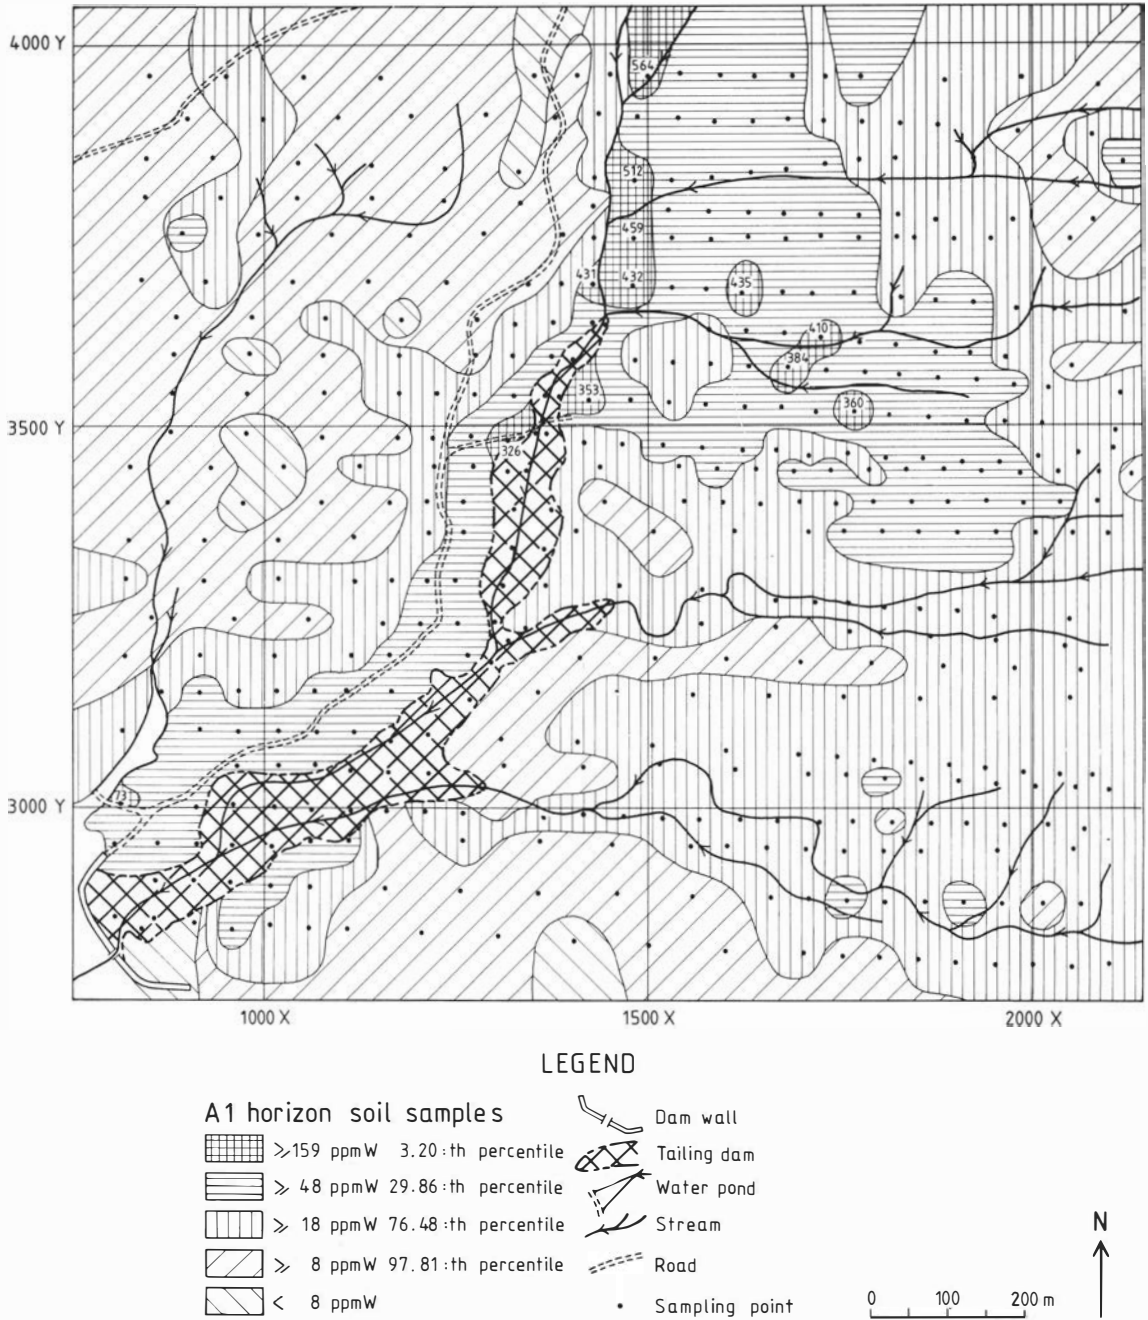 4000 Y
564
512
459
431 432 435
410
384
353
360
3500 Y
326
73
3000 Y
1000 X 1500 X 2000 X
LEGEND
A1 horizon soil samples
⩾159 ppmW 3.20:th percentile
⩾ 48 ppmW 29.86:th percentile
⩾ 18 ppmW 76.48:th percentile
⩾ 8 ppmW 97.81:th percentile
< 8 ppmW
Dam wall
Tailing dam
Water pond
Stream
Road
Sampling point
N
0 100 200 m